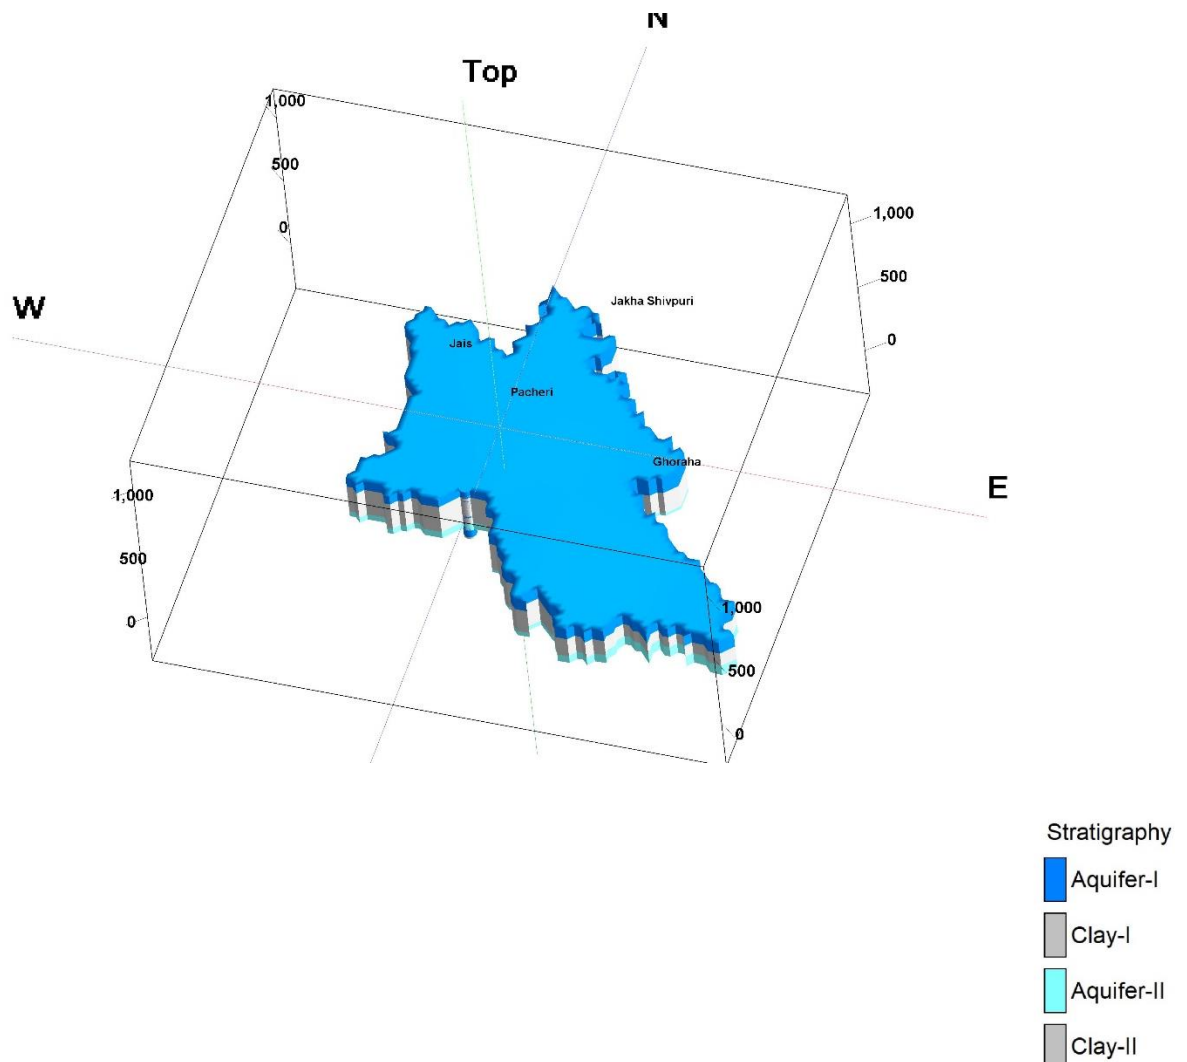 N
Top
1,000
500
0
1,000
500
0
Jakha Shivpuri
W
Jais
Pacheri
Ghoraha
E
1,000
500
0
1,000
500
0
Stratigraphy
Aquifer-I
Clay-I
Aquifer-II
Clay-II